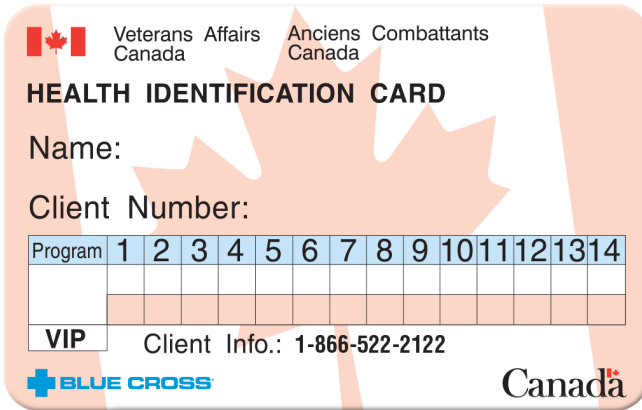 Veterans Affairs Canada
Anciens Combattants Canada
HEALTH IDENTIFICATION CARD
Name:
Client Number:
Program 1 2 3 4 5 6 7 8 9 10 11 12 13 14
VIP
Client Info.: 1-866-522-2122
BLUE CROSS
Canada